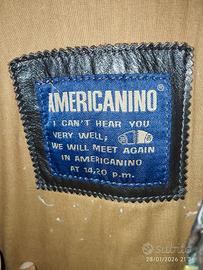 AMERICANINO®
I CAN'T HEAR YOU
VERY WELL,
WE WILL MEET AGAIN
IN AMERICANINO
AT 14,20 p.m.
Subito
28/01/2026